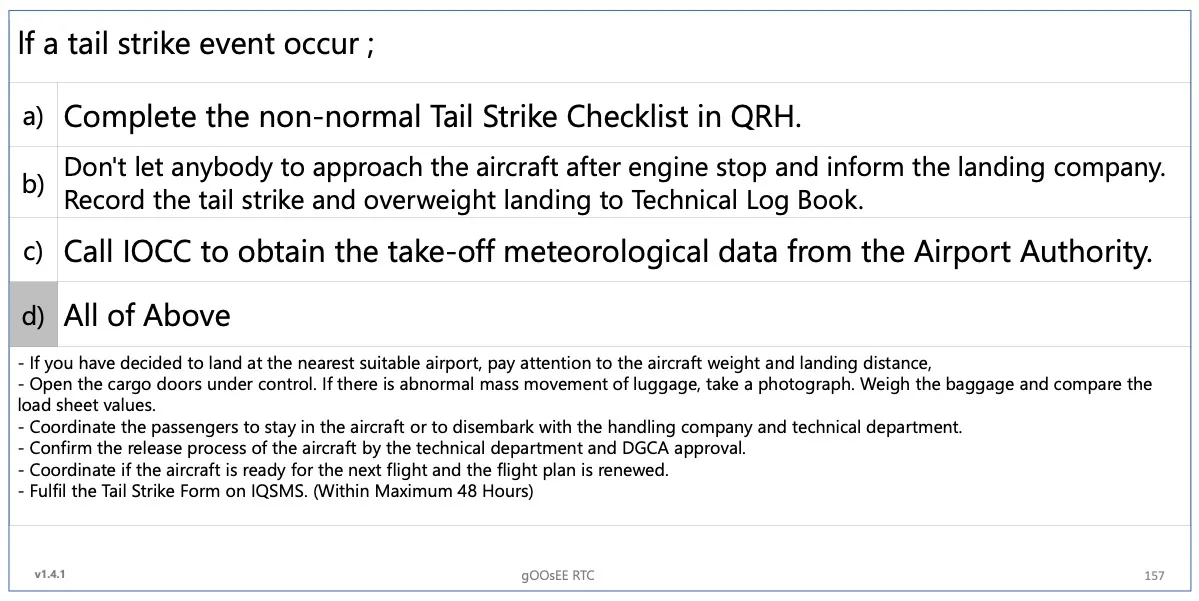 If a tail strike event occur ;
a) Complete the non-normal Tail Strike Checklist in QRH.
b) Don't let anybody to approach the aircraft after engine stop and inform the landing company.
Record the tail strike and overweight landing to Technical Log Book.
c) Call IOCC to obtain the take-off meteorological data from the Airport Authority.
d) All of Above
- If you have decided to land at the nearest suitable airport, pay attention to the aircraft weight and landing distance,
- Open the cargo doors under control. If there is abnormal mass movement of luggage, take a photograph. Weigh the baggage and compare the
load sheet values.
- Coordinate the passengers to stay in the aircraft or to disembark with the handling company and technical department.
- Confirm the release process of the aircraft by the technical department and DGCA approval.
- Coordinate if the aircraft is ready for the next flight and the flight plan is renewed.
- Fulfil the Tail Strike Form on IQSMS. (Within Maximum 48 Hours)
v1.4.1 gOOsEE RTC 157